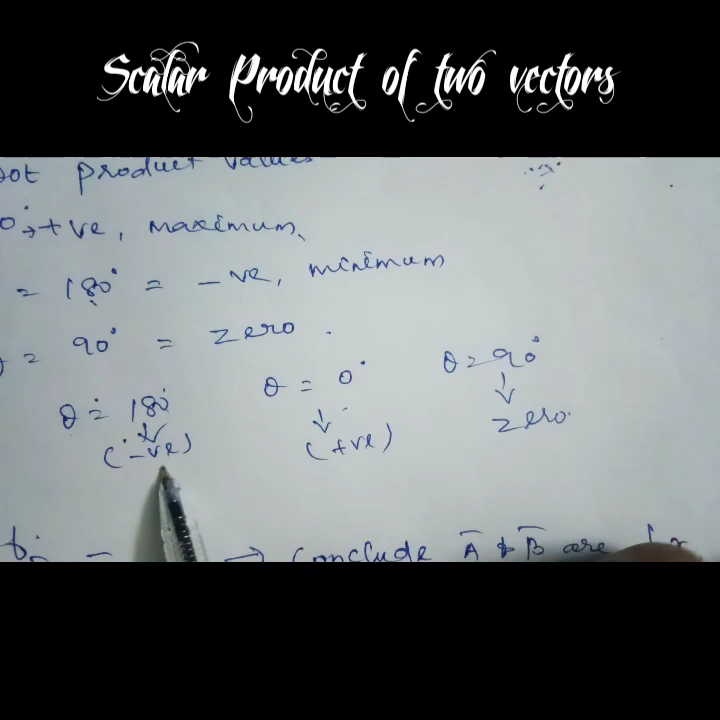 Scalar Product of two vectors
dot product values
0° → +ve, maximum,
= 180° = -ve, minimum
= 90° = zero.
θ = 180° θ = 0° θ = 90°
↓ ↓ ↓
(-ve) (+ve) zero.
→ conclude A̅ & B̅ are